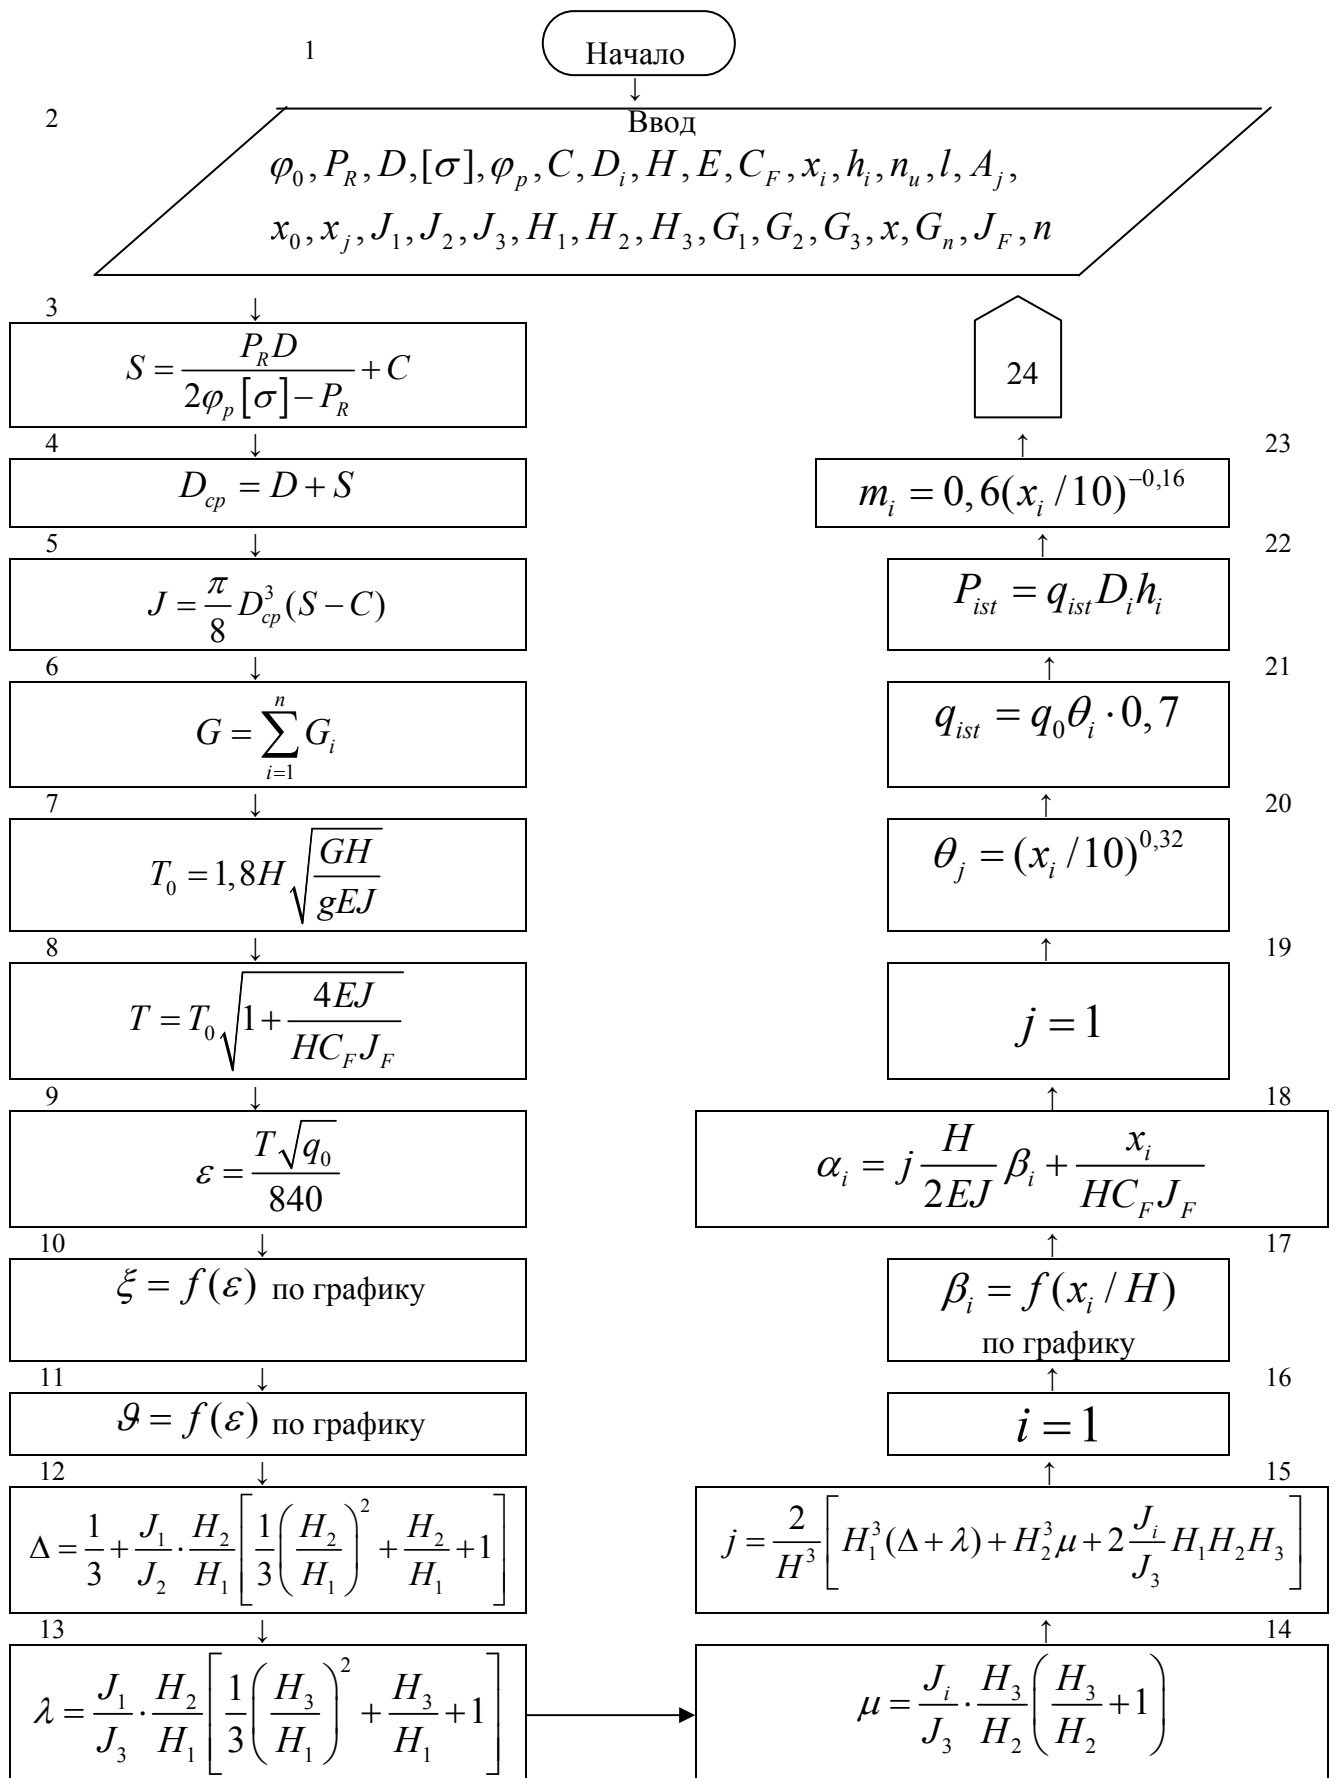 1
Начало
↓
2
Ввод
φ₀, P_R, D, [σ], φ_p, C, D_i, H, E, C_F, x_i, h_i, n_u, l, A_j,
x₀, x_j, J₁, J₂, J₃, H₁, H₂, H₃, G₁, G₂, G₃, x, G_n, J_F, n
3
↓
S = P_R D / (2φ_p [σ] − P_R) + C
4
↓
D_cp = D + S
5
↓
J = π/8 D_cp³ (S − C)
6
↓
G = ∑_{i=1}^{n} G_i
7
↓
T₀ = 1,8H √(GH / gEJ)
8
↓
T = T₀ √(1 + 4EJ / HC_F J_F)
9
↓
ε = T√q₀ / 840
10
↓
ξ = f(ε) по графику
11
↓
ϑ = f(ε) по графику
12
↓
Δ = 1/3 + J₁/J₂ · H₂/H₁ [1/3 (H₂/H₁)² + H₂/H₁ + 1]
13
↓
λ = J₁/J₃ · H₂/H₁ [1/3 (H₃/H₁)² + H₃/H₁ + 1]
14
↑
μ = J_i/J₃ · H₃/H₂ (H₃/H₂ + 1)
15
↑
j = 2/H³ [H₁³(Δ + λ) + H₂³μ + 2 J_i/J₃ H₁H₂H₃]
16
↑
i = 1
17
↑
β_i = f(x_i / H)
по графику
18
↑
α_i = j H/2EJ β_i + x_i / HC_F J_F
19
↑
j = 1
20
↑
θ_j = (x_i / 10)^{0,32}
21
↑
q_ist = q₀θ_i · 0,7
22
↑
P_ist = q_ist D_i h_i
23
↑
m_i = 0,6(x_i / 10)^{−0,16}
24